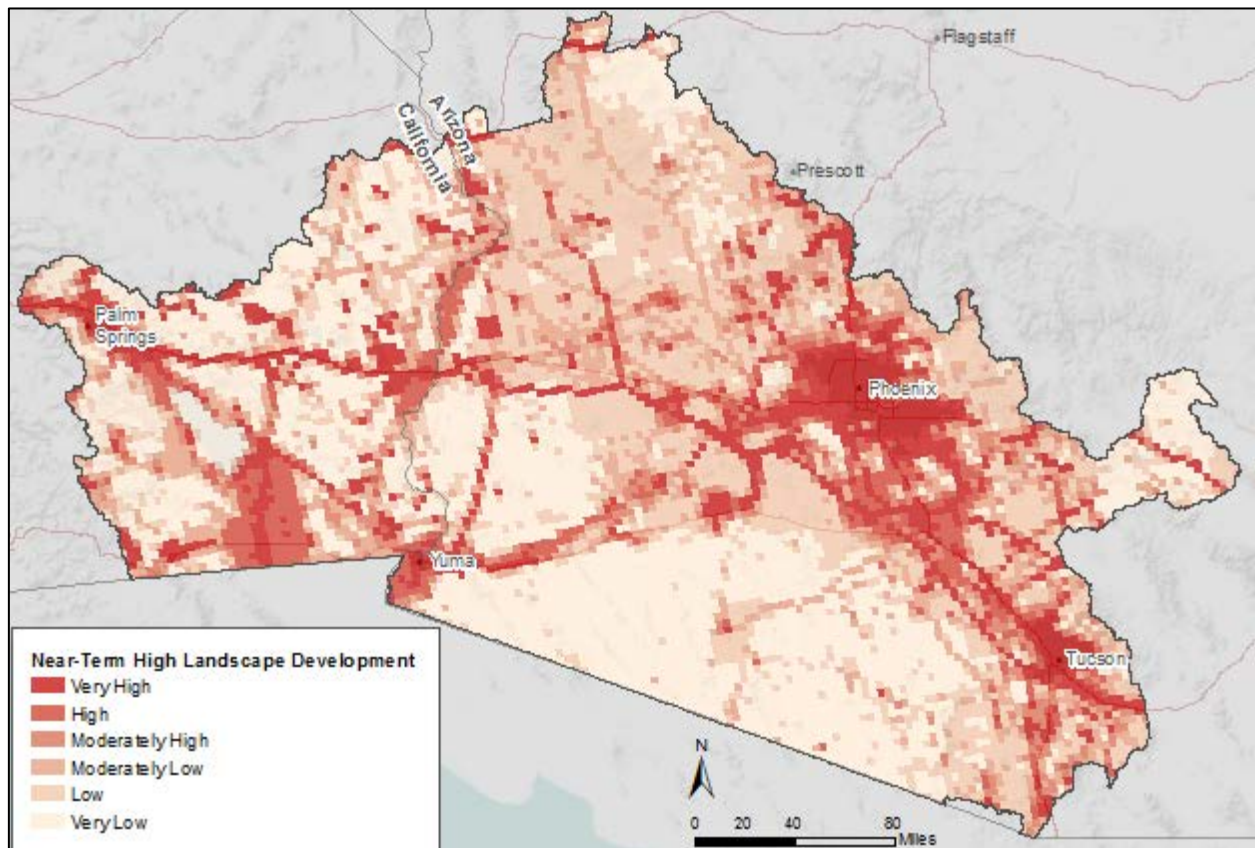 Flagstaff
Arizona
California
Prescott
Palm
Springs
Phoenix
Yuma
Tucson
Near-Term High Landscape Development
Very High
High
Moderately High
Moderately Low
Low
Very Low
N
0 20 40 80
Miles